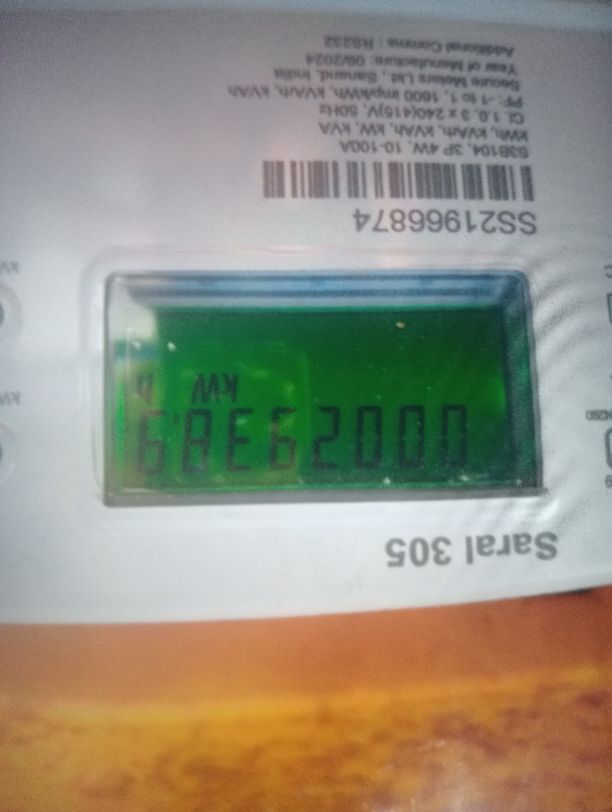 Saral 305
0002638.9
kW h
SS21966874
S3B104, 3P 4W, 10-100A
kWh, kVArh, kVAh, kW, kVA
CL 1.0, 3 x 240(415)V, 50Hz
PF: -1 to 1, 1600 imp/kWh, kVArh, kVAh
Secure Meters Ltd., Sanand, India
Year of Manufacture: 08/2024
Additional Comms : RS232